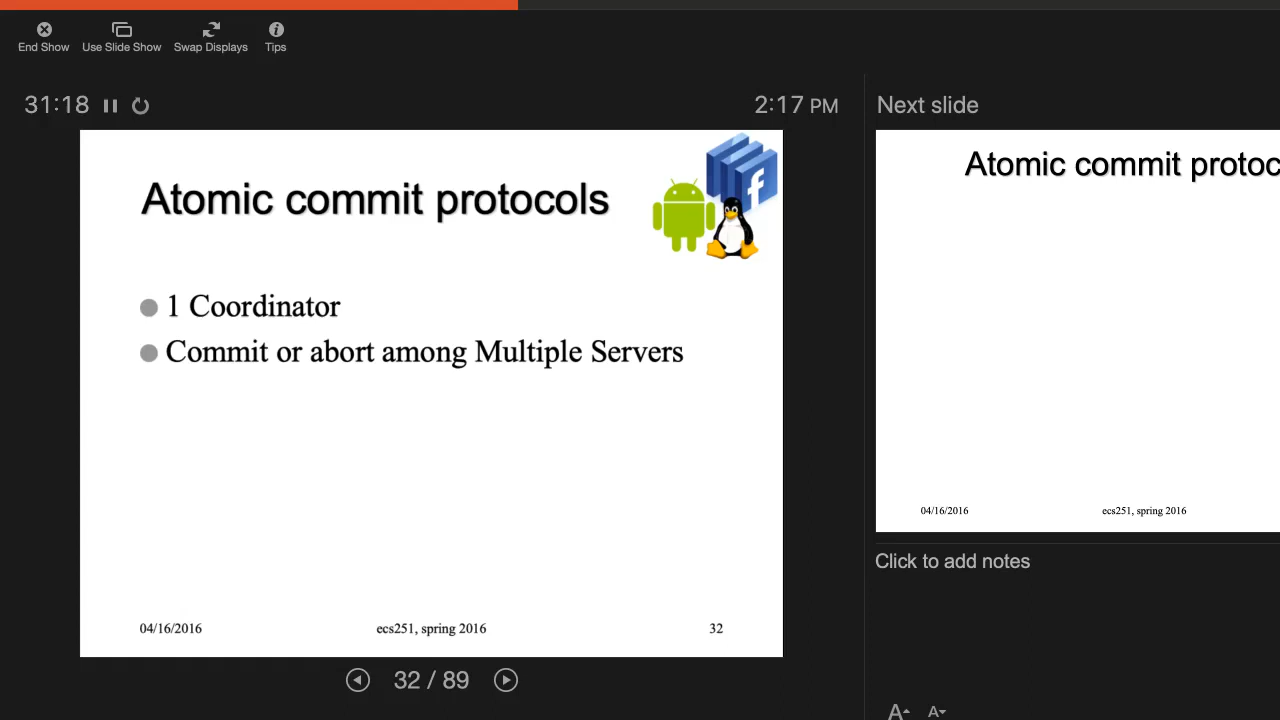 End Show Use Slide Show Swap Displays Tips
31:18 2:17 PM
Next slide
Atomic commit protocols
1 Coordinator
Commit or abort among Multiple Servers
04/16/2016 ecs251, spring 2016 32
32 / 89
Atomic commit protoc
04/16/2016 ecs251, spring 2016
Click to add notes
A A